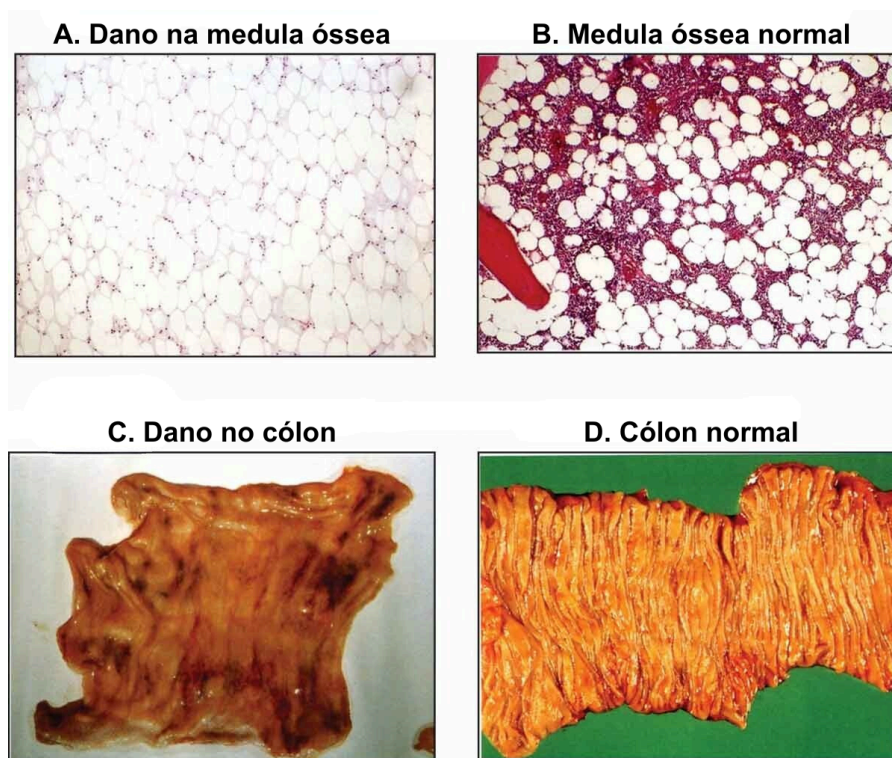 A. Dano na medula óssea
B. Medula óssea normal
C. Dano no cólon
D. Cólon normal